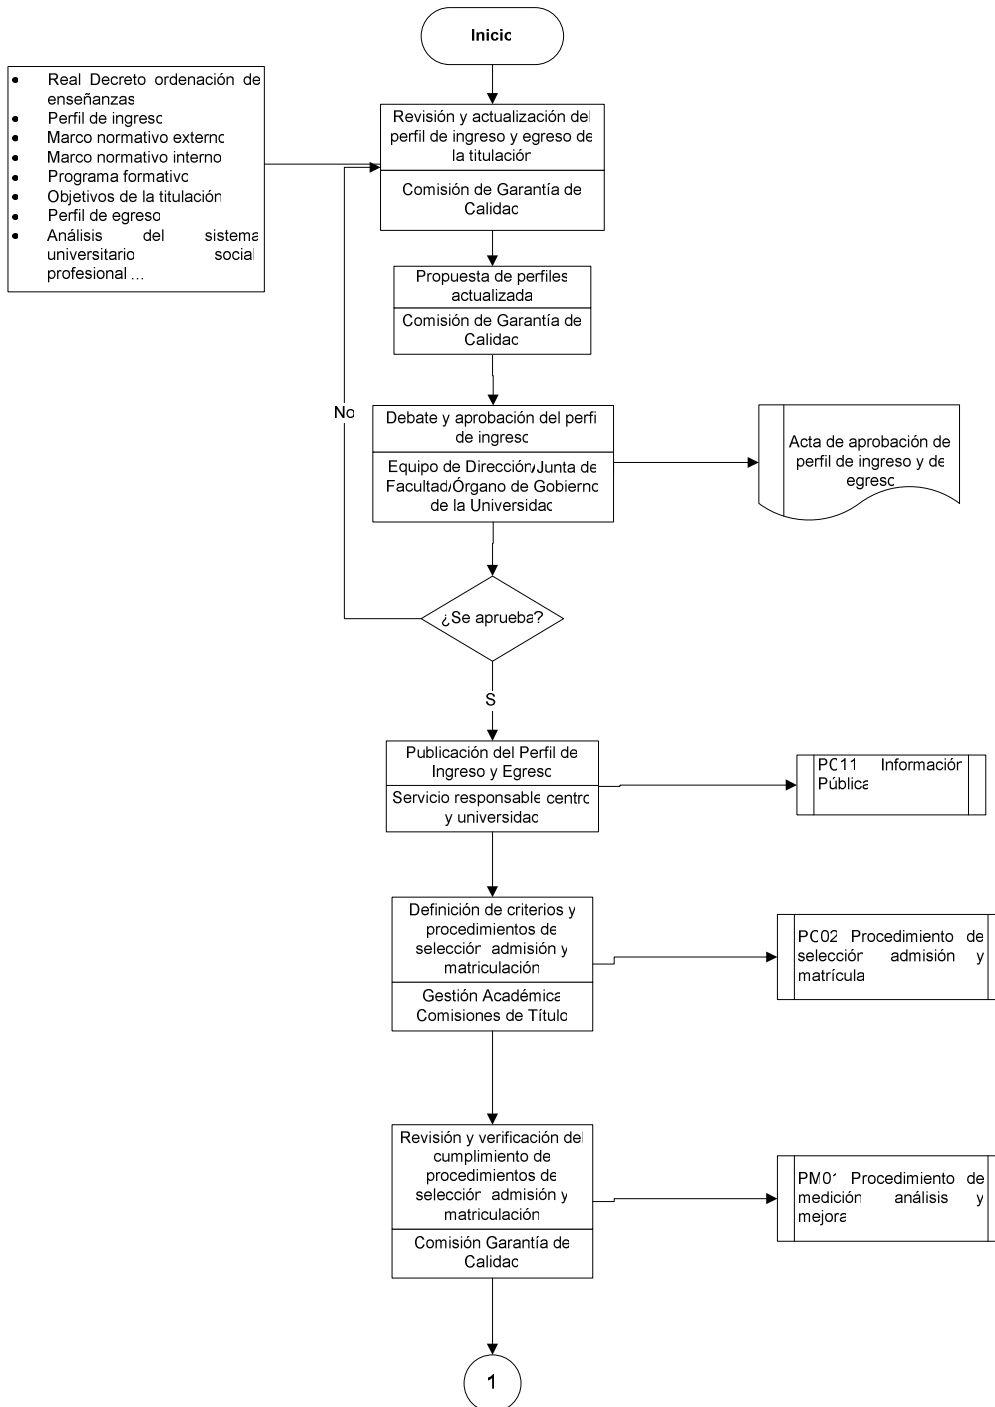 Inicio
Real Decreto ordenación de
enseñanzas
Perfil de ingreso
Marco normativo externo
Marco normativo interno
Programa formativo
Objetivos de la titulación
Perfil de egreso
Análisis del sistema
universitario social
profesional ...
Revisión y actualización del
perfil de ingreso y egreso de
la titulación
Comisión de Garantía de
Calidad
Propuesta de perfiles
actualizada
Comisión de Garantía de
Calidad
No
Debate y aprobación del perfi
de ingreso
Equipo de Dirección/Junta de
Facultad/Órgano de Gobierno
de la Universidad
Acta de aprobación de
perfil de ingreso y de
egreso
¿Se aprueba?
S
Publicación del Perfil de
Ingreso y Egreso
Servicio responsable centro
y universidad
PC11 Información
Pública
Definición de criterios y
procedimientos de
selección admisión y
matriculación
Gestión Académica
Comisiones de Título
PC02 Procedimiento de
selección admisión y
matrícula
Revisión y verificación del
cumplimiento de
procedimientos de
selección admisión y
matriculación
Comisión Garantía de
Calidad
PM01 Procedimiento de
medición análisis y
mejora
1